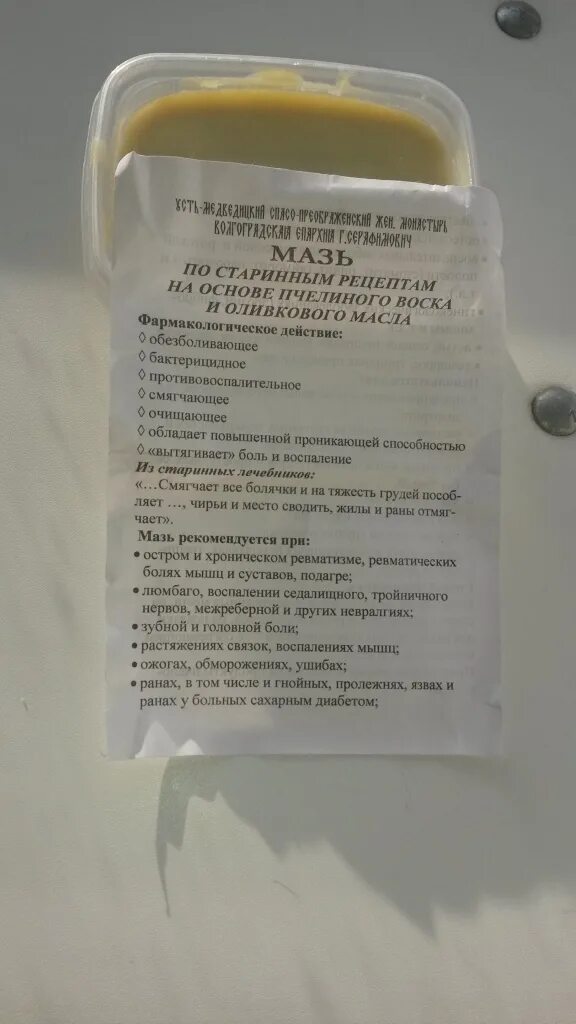 УСТЬ-МЕДВЕДИЦКИЙ СПАСО-ПРЕОБРАЖЕНСКИЙ ЖЕН. МОНАСТЫРЬ
ВОЛГОГРАДСКАЯ ЕПАРХИЯ Г.СЕРАФИМОВИЧ
МАЗЬ
ПО СТАРИННЫМ РЕЦЕПТАМ
НА ОСНОВЕ ПЧЕЛИНОГО ВОСКА
И ОЛИВКОВОГО МАСЛА
Фармакологическое действие:
◊ обезболивающее
◊ бактерицидное
◊ противовоспалительное
◊ смягчающее
◊ очищающее
◊ обладает повышенной проникающей способностью
◊ «вытягивает» боль и воспаление
Из старинных лечебников:
«…Смягчает все болячки и на тяжесть грудей пособ-
ляет …, чирьи и место сводить, жилы и раны отмяг-
чает».
Мазь рекомендуется при:
• остром и хроническом ревматизме, ревматических
болях мышц и суставов, подагре;
• люмбаго, воспалении седалищного, тройничного
нервов, межреберной и других невралгиях;
• зубной и головной боли;
• растяжениях связок, воспалениях мышц;
• ожогах, обморожениях, ушибах;
• ранах, в том числе и гнойных, пролежнях, язвах и
ранах у больных сахарным диабетом;